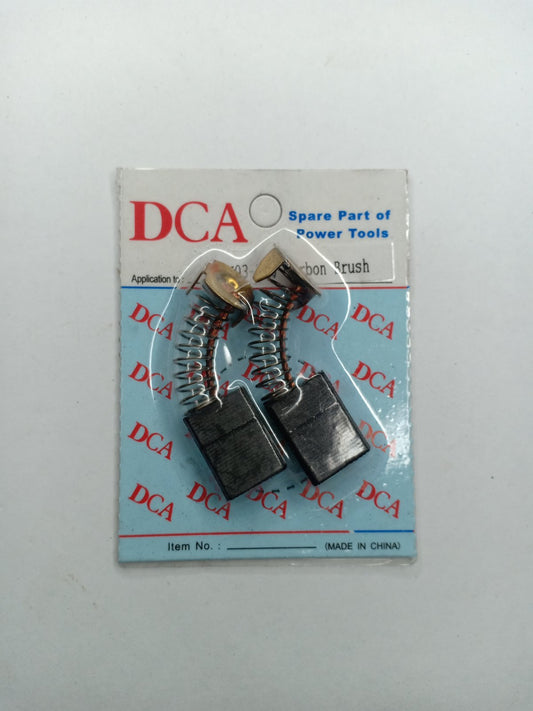 DCA
Spare Part of
Power Tools
Application to: Brush
DCA DCA
DCA DCA
DCA DCA
DCA DCA
DCA DCA DCA DCA
Item No. : (MADE IN CHINA)